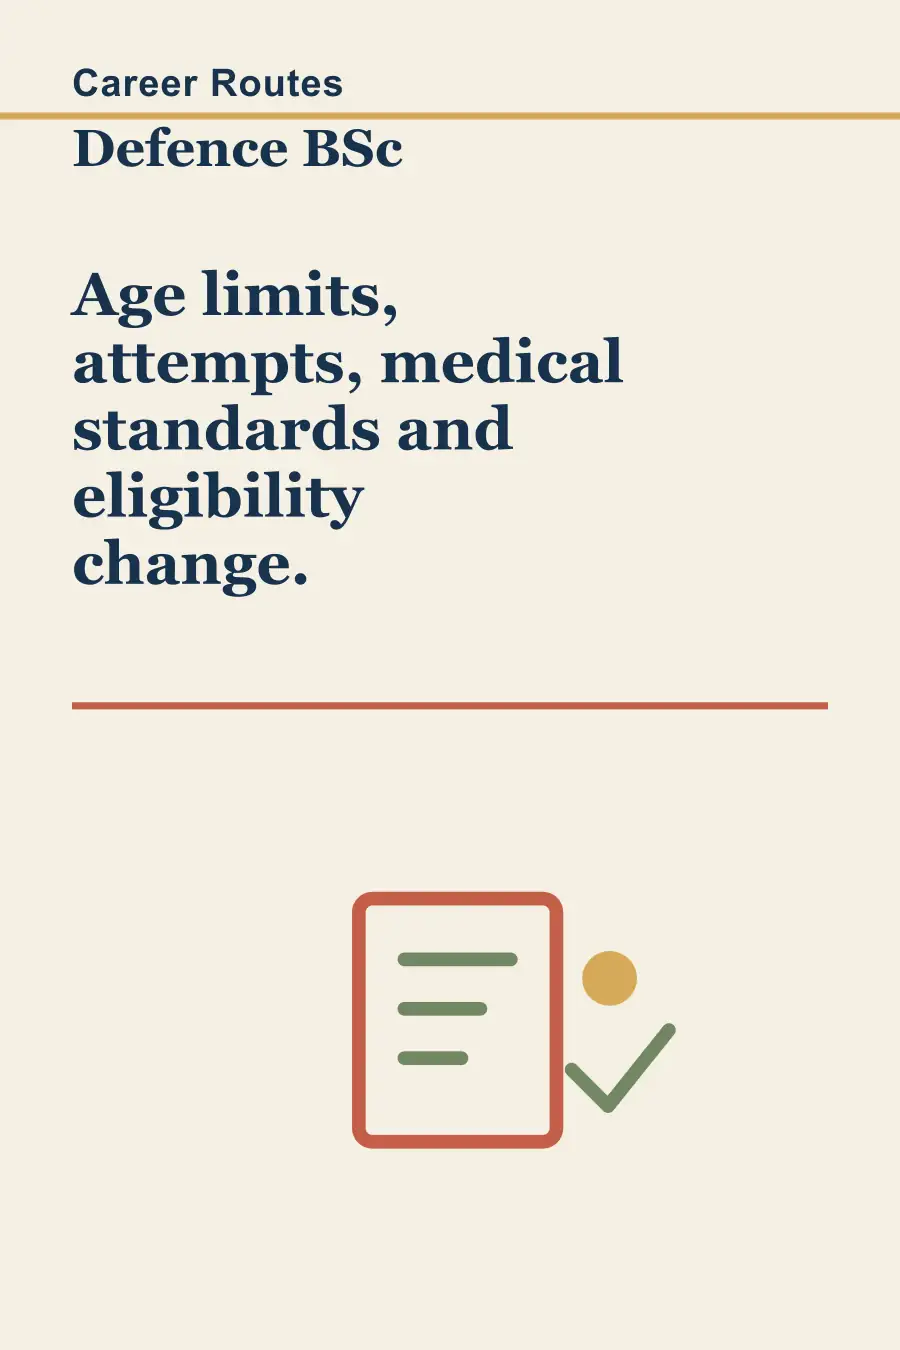 Career Routes
Defence BSc
Age limits,
attempts, medical
standards and
eligibility
change.